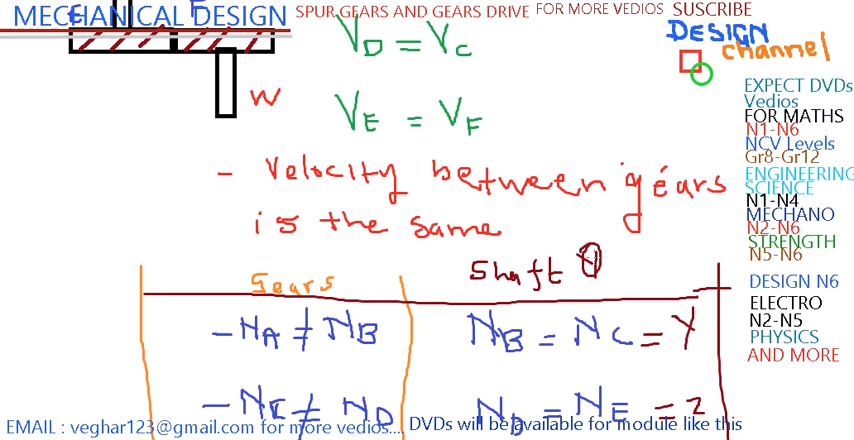 MECHANICAL DESIGN SPUR GEARS AND GEARS DRIVE FOR MORE VEDIOS SUSCRIBE
DESIGN
channel
E F
W
VD = VC
VE = VF
- Velocity between gears
is the same
Gears
Shaft
- NA ≠ NB
NB = NC = Y
- NC ≠ ND
ND = NE = 2
EXPECT DVDs
Vedios
FOR MATHS
N1-N6
NCV Levels
Gr8-Gr12
ENGINEERING
SCIENCE
N1-N4
MECHANO
N2-N6
STRENGTH
N5-N6
DESIGN N6
ELECTRO
N2-N5
PHYSICS
AND MORE
EMAIL : veghar123@gmail.com for more vedios.... DVDs will be available for module like this